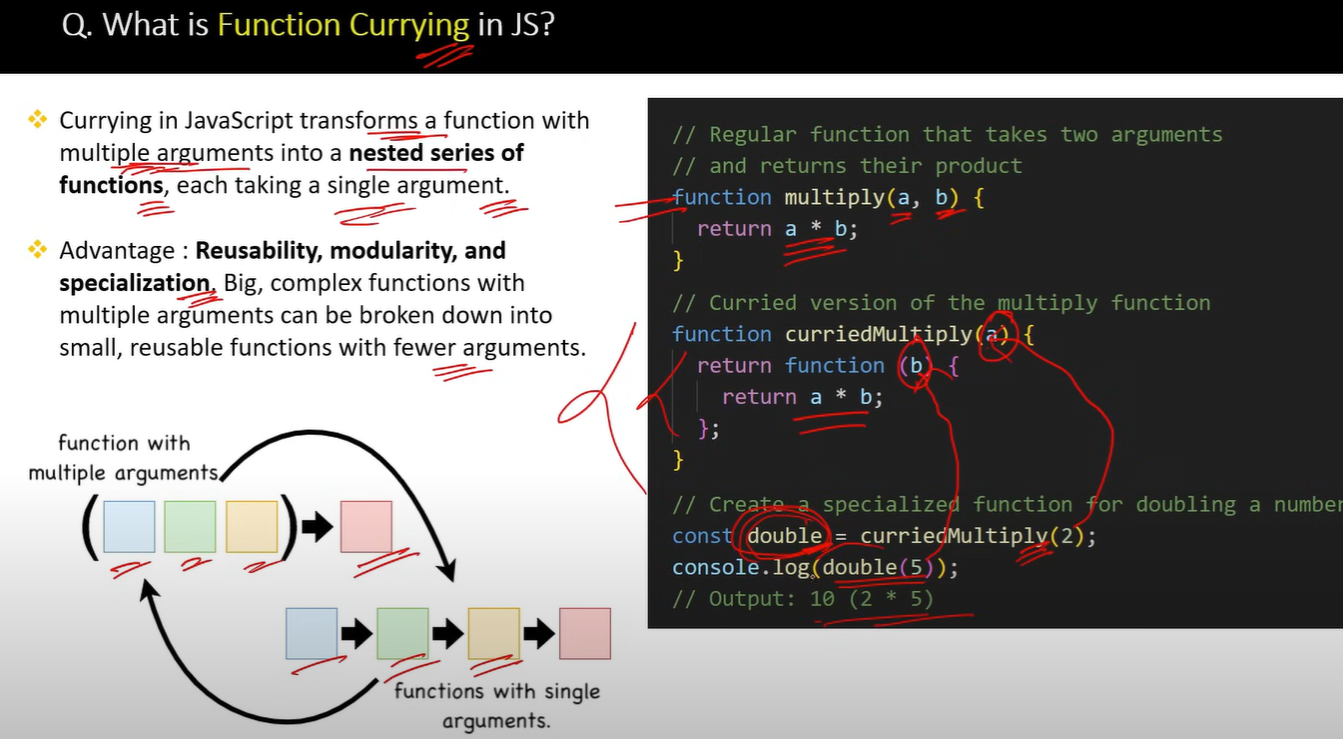 Q. What is Function Currying in JS?
Currying in JavaScript transforms a function with
multiple arguments into a nested series of
functions, each taking a single argument.
Advantage : Reusability, modularity, and
specialization. Big, complex functions with
multiple arguments can be broken down into
small, reusable functions with fewer arguments.
function with
multiple arguments
( ) 
functions with single
arguments.
// Regular function that takes two arguments
// and returns their product
function multiply(a, b) {
return a * b;
}
// Curried version of the multiply function
function curriedMultiply(a) {
return function (b) {
return a * b;
};
}
// Create a specialized function for doubling a number
const double = curriedMultiply(2);
console.log(double(5));
// Output: 10 (2 * 5)